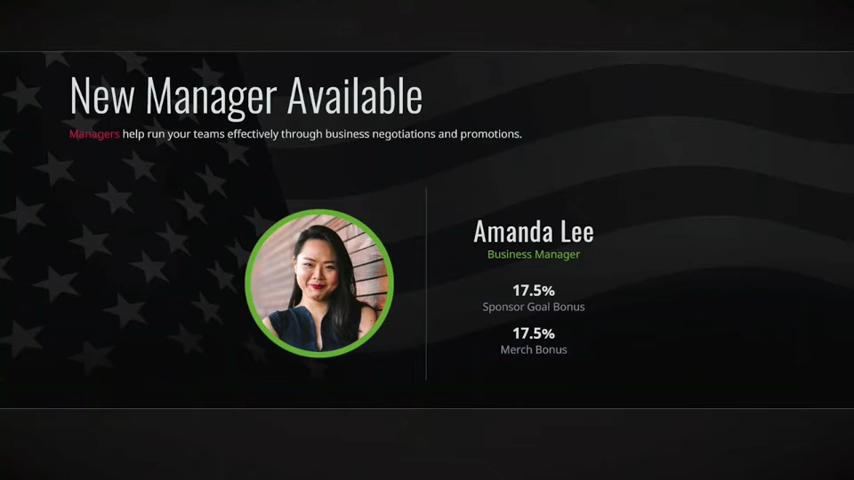 New Manager Available
Managers help run your teams effectively through business negotiations and promotions.
Amanda Lee
Business Manager
17.5%
Sponsor Goal Bonus
17.5%
Merch Bonus